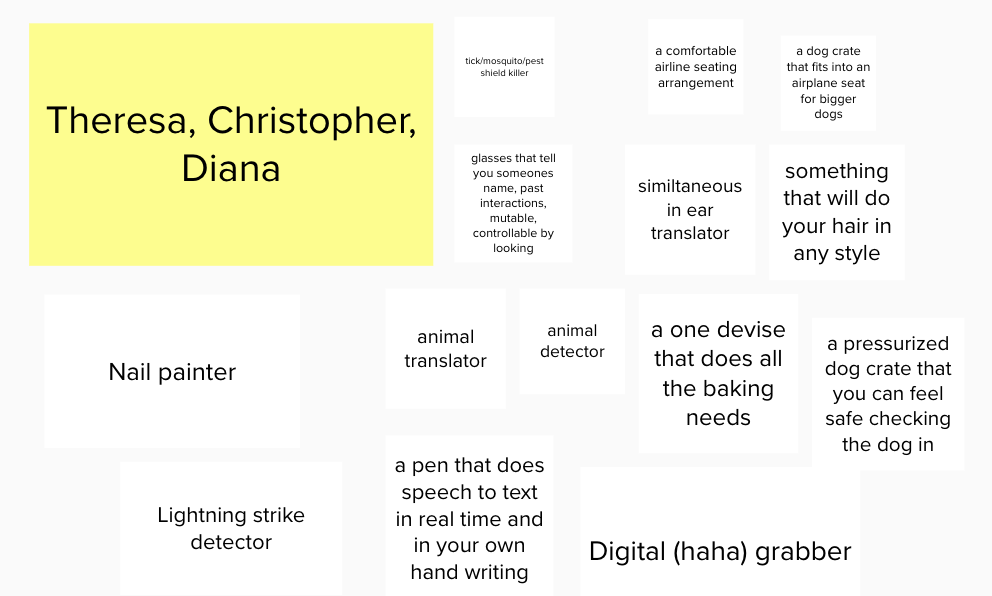 Theresa, Christopher,
Diana
tick/mosquito/pest
shield killer
a comfortable
airline seating
arrangement
a dog crate
that fits into an
airplane seat
for bigger
dogs
glasses that tell
you someones
name, past
interactions,
mutable,
controllable by
looking
similtaneous
in ear
translator
something
that will do
your hair in
any style
Nail painter
animal
translator
animal
detector
a one devise
that does all
the baking
needs
a pressurized
dog crate that
you can feel
safe checking
the dog in
Lightning strike
detector
a pen that does
speech to text
in real time and
in your own
hand writing
Digital (haha) grabber